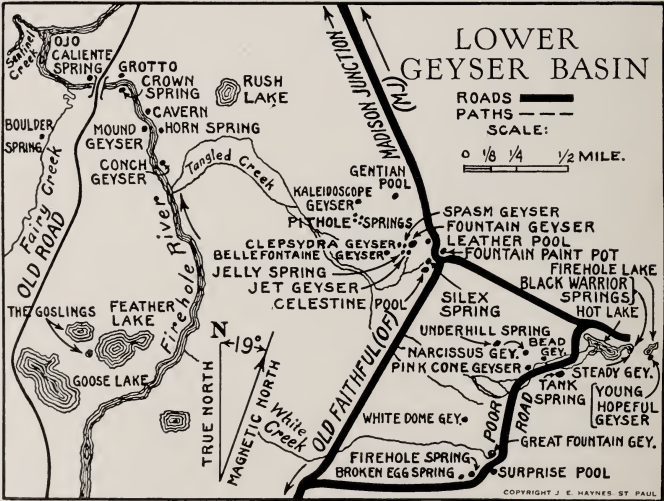 LOWER
GEYSER BASIN
ROADS
PATHS
SCALE:
0 1/8 1/4 1/2 MILE.
Sentinel
Creek
OJO
CALIENTE
SPRING
GROTTO
CROWN
SPRING
RUSH
LAKE
CAVERN
BOULDER
SPRING
MOUND
GEYSER
HORN SPRING
CONCH
GEYSER
Tangled Creek
Fairy Creek
OLD ROAD
Firehole River
MADISON JUNCTION
(MJ)
GENTIAN
POOL
KALEIDOSCOPE
GEYSER
PITHOLE SPRINGS
SPASM GEYSER
FOUNTAIN GEYSER
CLEPSYDRA GEYSER
LEATHER POOL
BELLEFONTAINE GEYSER
FOUNTAIN PAINT POT
JELLY SPRING
JET GEYSER
CELESTINE POOL
SILEX
SPRING
FIREHOLE LAKE
BLACK WARRIOR
SPRINGS
HOT LAKE
THE GOSLINGS
FEATHER
LAKE
GOOSE LAKE
N
19°
TRUE NORTH
MAGNETIC NORTH
White
Creek
OLD FAITHFUL (OF)
UNDERHILL SPRING
BEAD
GEY.
NARCISSUS GEY.
PINK CONE GEYSER
STEADY GEY.
TANK
SPRING
YOUNG
HOPEFUL
GEYSER
WHITE DOME GEY.
POOR
ROAD
GREAT FOUNTAIN GEY.
FIREHOLE SPRING
BROKEN EGG SPRING
SURPRISE POOL
COPYRIGHT J. E. HAYNES ST PAUL